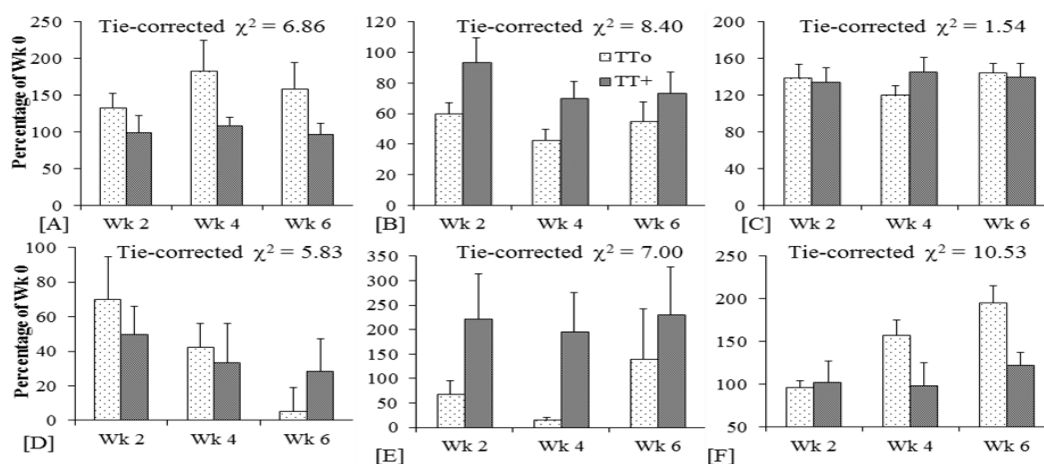 Tie-corrected χ² = 6.86
Percentage of Wk 0
250
200
150
100
50
0
[A]
Wk 2 Wk 4 Wk 6
Tie-corrected χ² = 8.40
120
100
80
60
40
20
0
TTo
TT+
[B]
Wk 2 Wk 4 Wk 6
Tie-corrected χ² = 1.54
200
160
120
80
40
0
[C]
Wk 2 Wk 4 Wk 6
Tie-corrected χ² = 5.83
Percentage of Wk 0
100
80
60
40
20
0
[D]
Wk 2 Wk 4 Wk 6
Tie-corrected χ² = 7.00
350
300
250
200
150
100
50
0
[E]
Wk 2 Wk 4 Wk 6
Tie-corrected χ² = 10.53
250
200
150
100
50
[F]
Wk 2 Wk 4 Wk 6